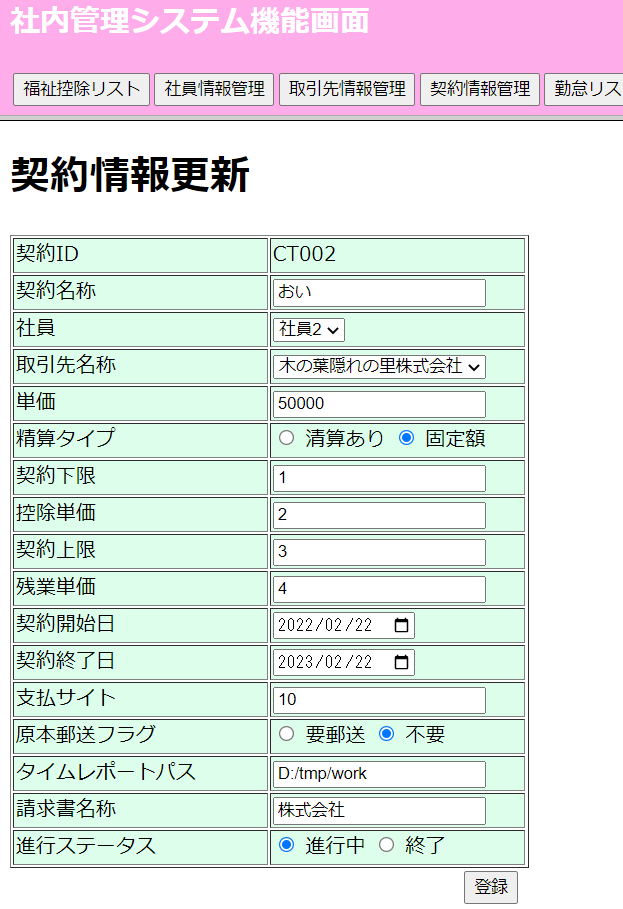 社内管理システム機能画面
福祉控除リスト 社員情報管理 取引先情報管理 契約情報管理 勤怠リス
契約情報更新
契約ID CT002
契約名称 おい
社員 社員2
取引先名称 木の葉隠れの里株式会社
単価 50000
精算タイプ 清算あり 固定額
契約下限 1
控除単価 2
契約上限 3
残業単価 4
契約開始日 2022/02/22
契約終了日 2023/02/22
支払サイト 10
原本郵送フラグ 要郵送 不要
タイムレポートパス D:/tmp/work
請求書名称 株式会社
進行ステータス 進行中 終了
登録